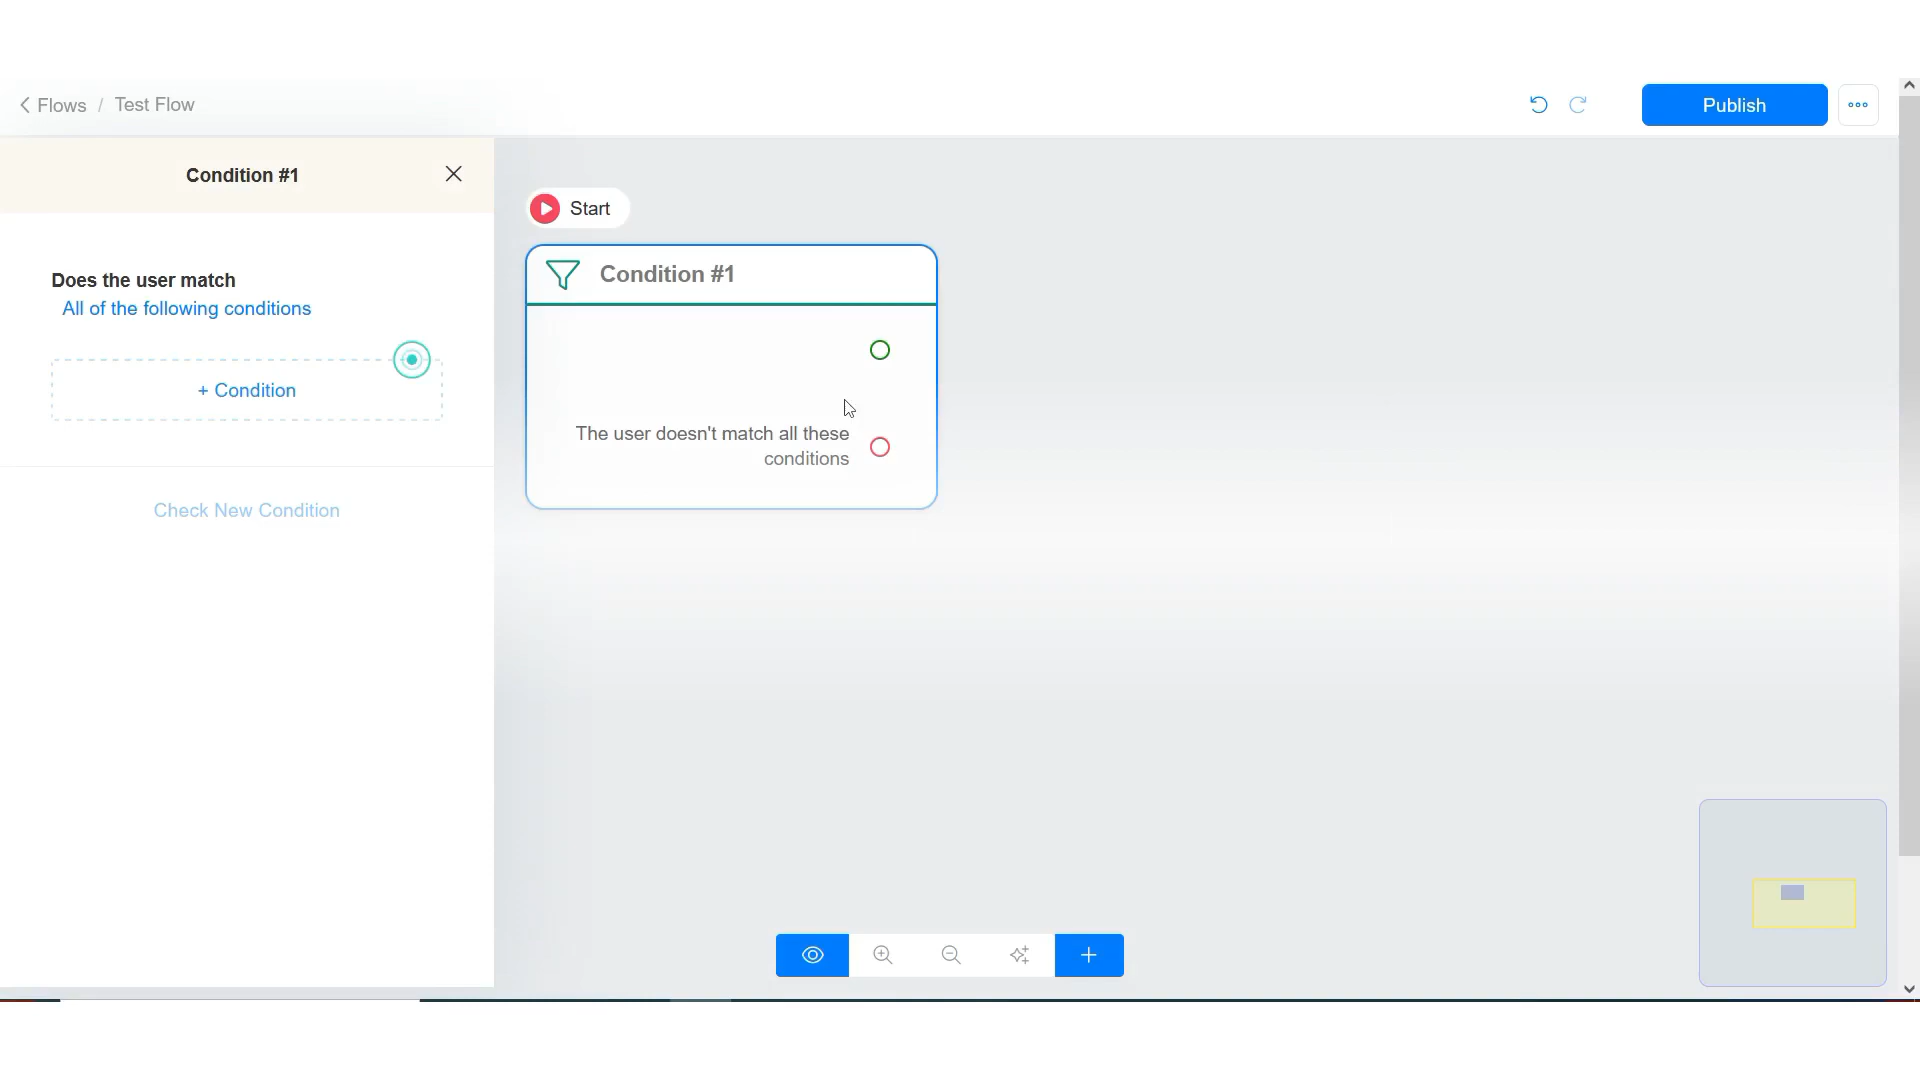 Flows / Test Flow
Publish
Condition #1
Does the user match
All of the following conditions
+ Condition
Check New Condition
Start
Condition #1
The user doesn't match all these
conditions